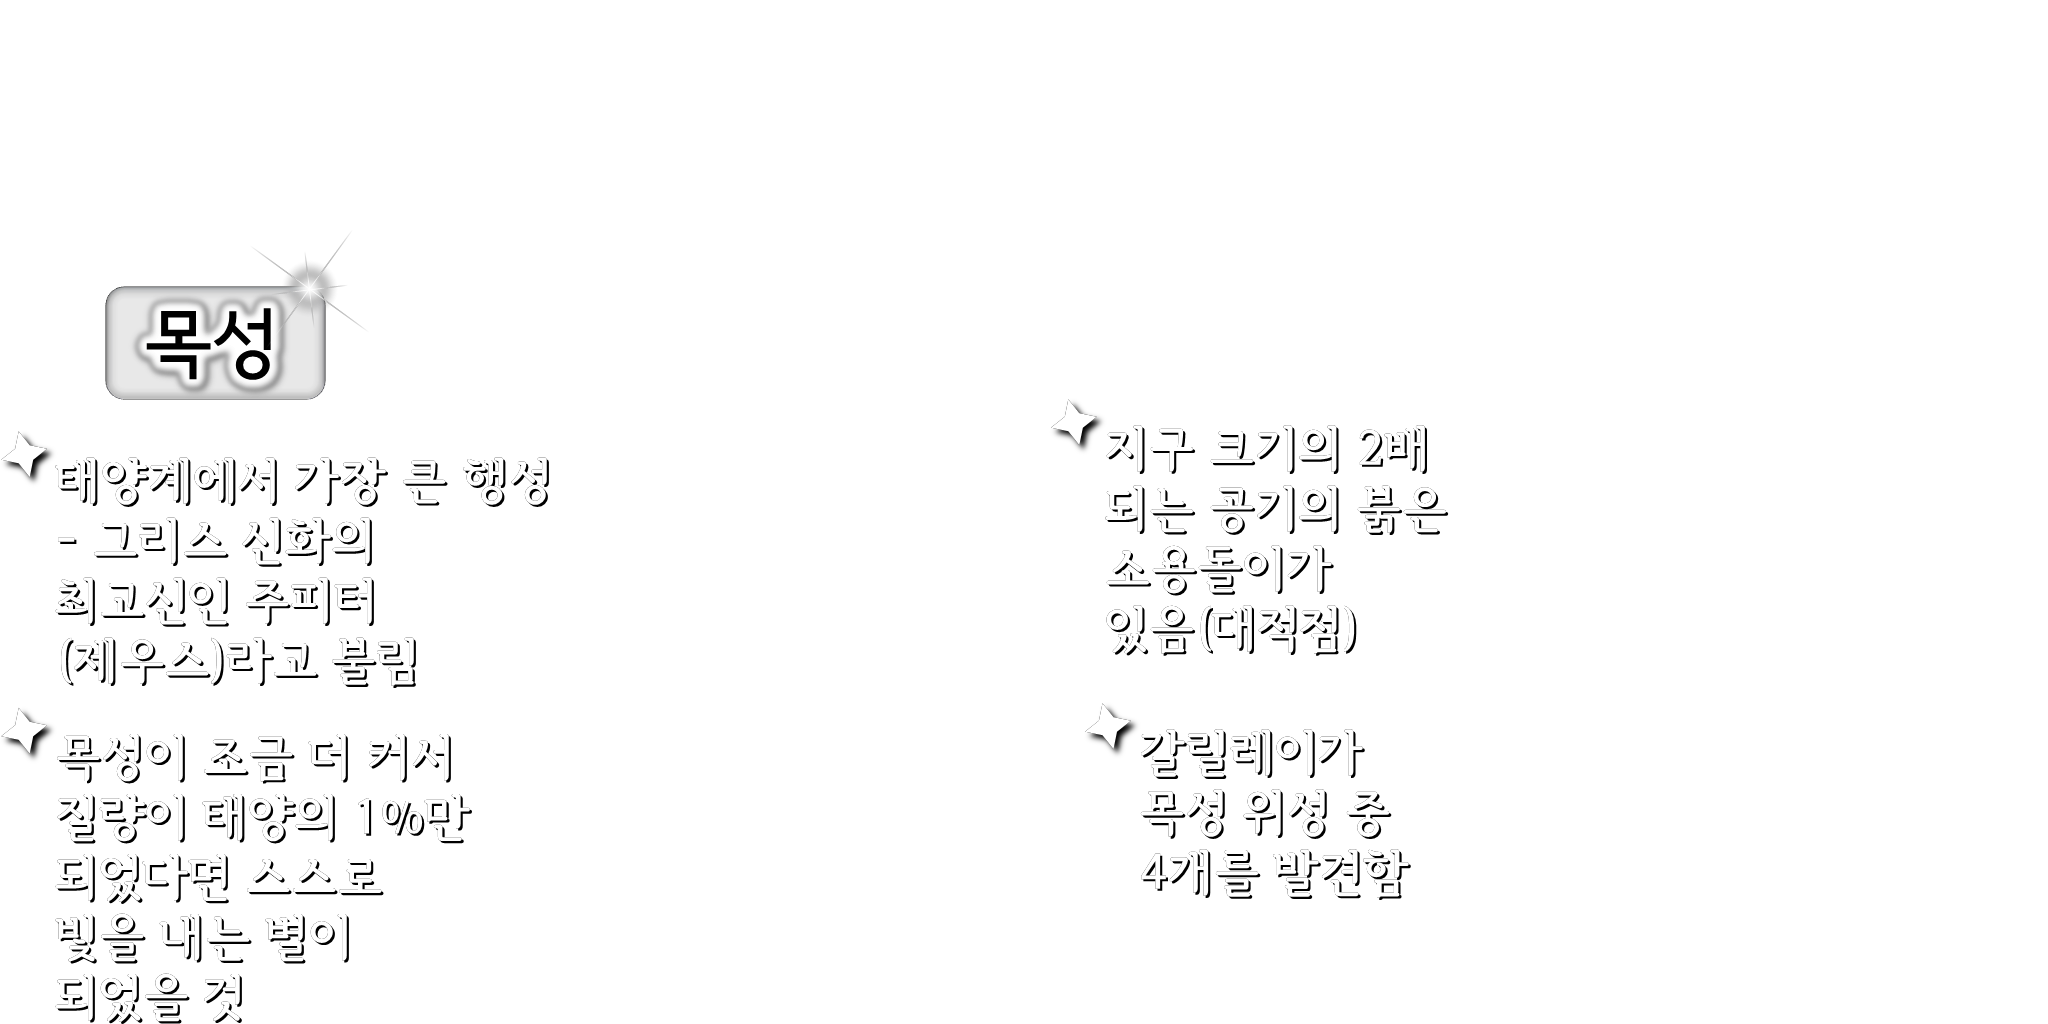 목성
태양계에서 가장 큰 행성
- 그리스 신화의
최고신인 주피터
(제우스)라고 불림
목성이 조금 더 커서
질량이 태양의 1%만
되었다면 스스로
빛을 내는 별이
되었을 것
지구 크기의 2배
되는 공기의 붉은
소용돌이가
있음(대적점)
갈릴레이가
목성 위성 중
4개를 발견함